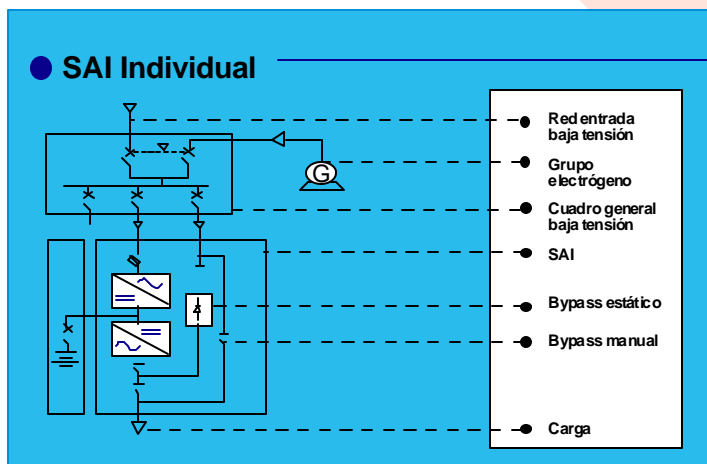 SAI Individual
Red entrada
baja tensión
G
Grupo
electrógeno
Cuadro general
baja tensión
SAI
Bypass estático
Bypass manual
Carga